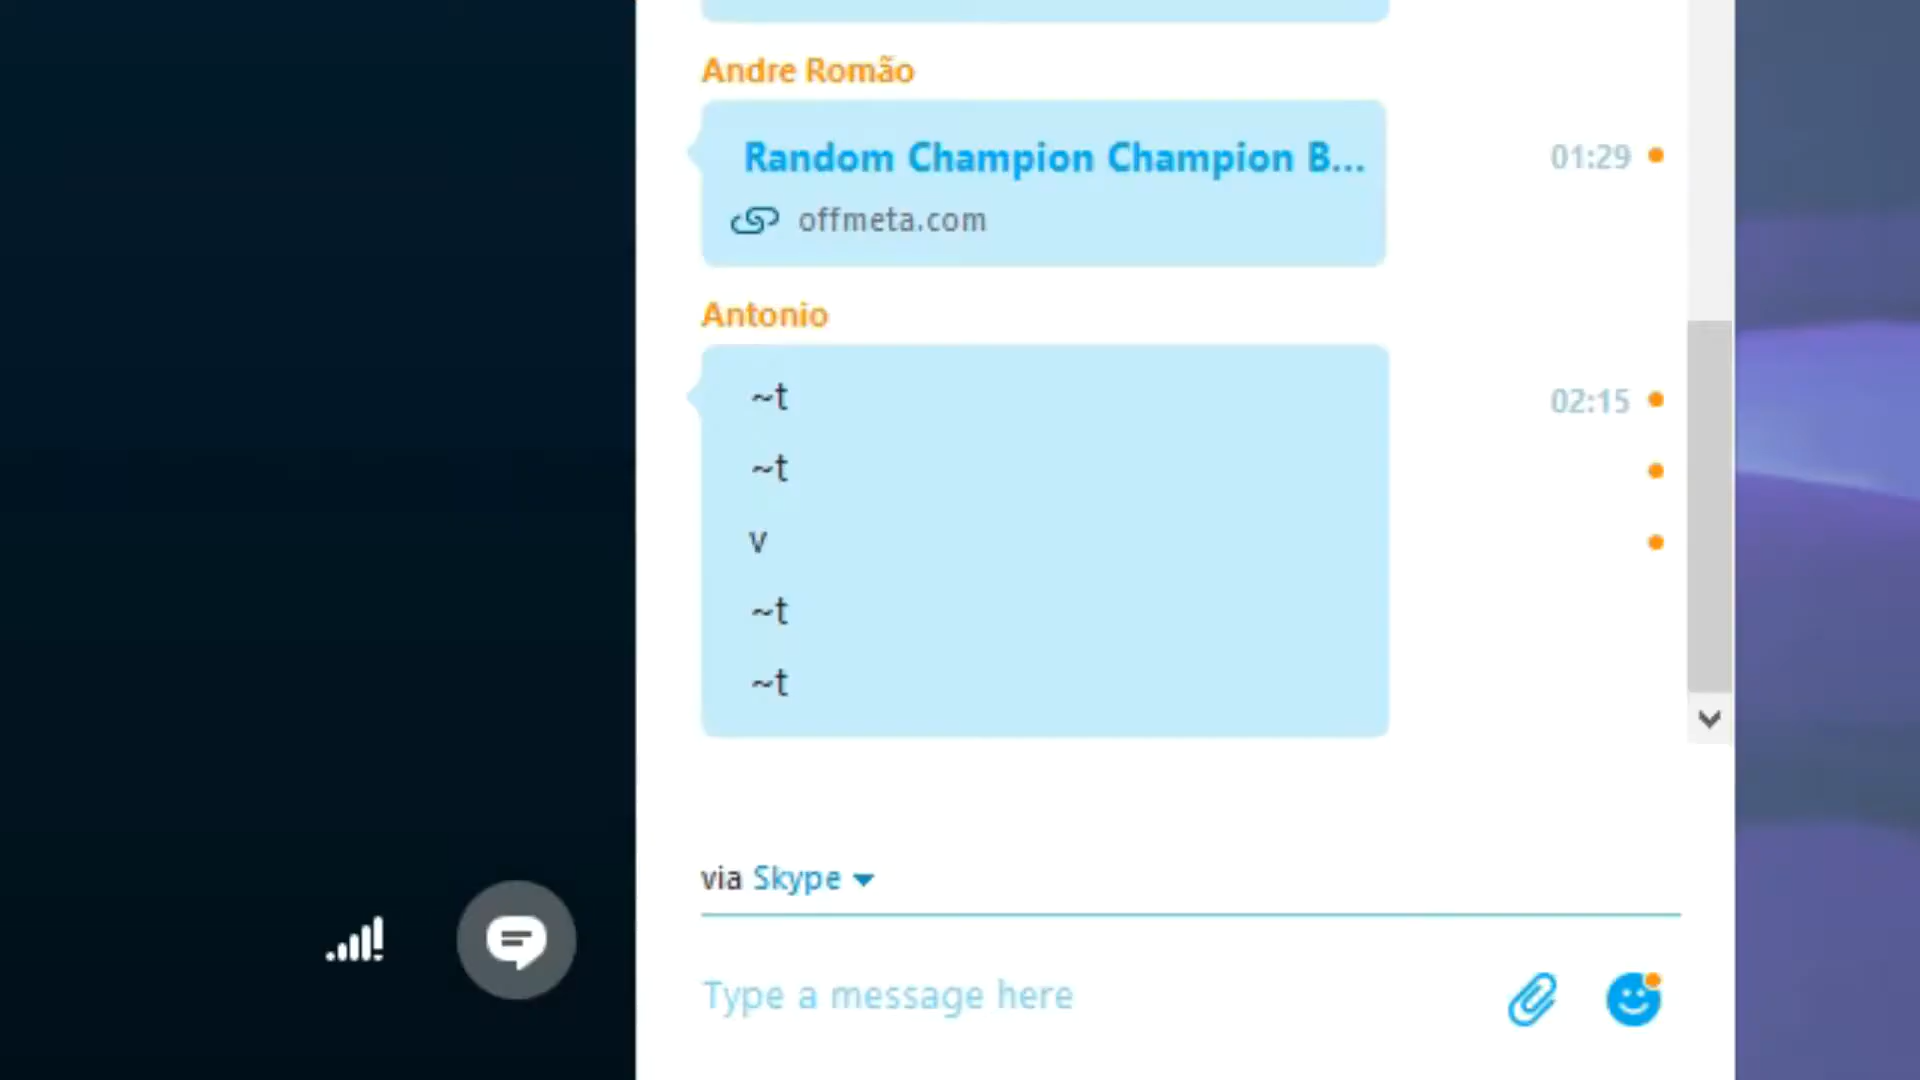 Andre Romão
Random Champion Champion B...
01:29
offmeta.com
Antonio
~t
02:15
~t
v
~t
~t
via Skype
Type a message here